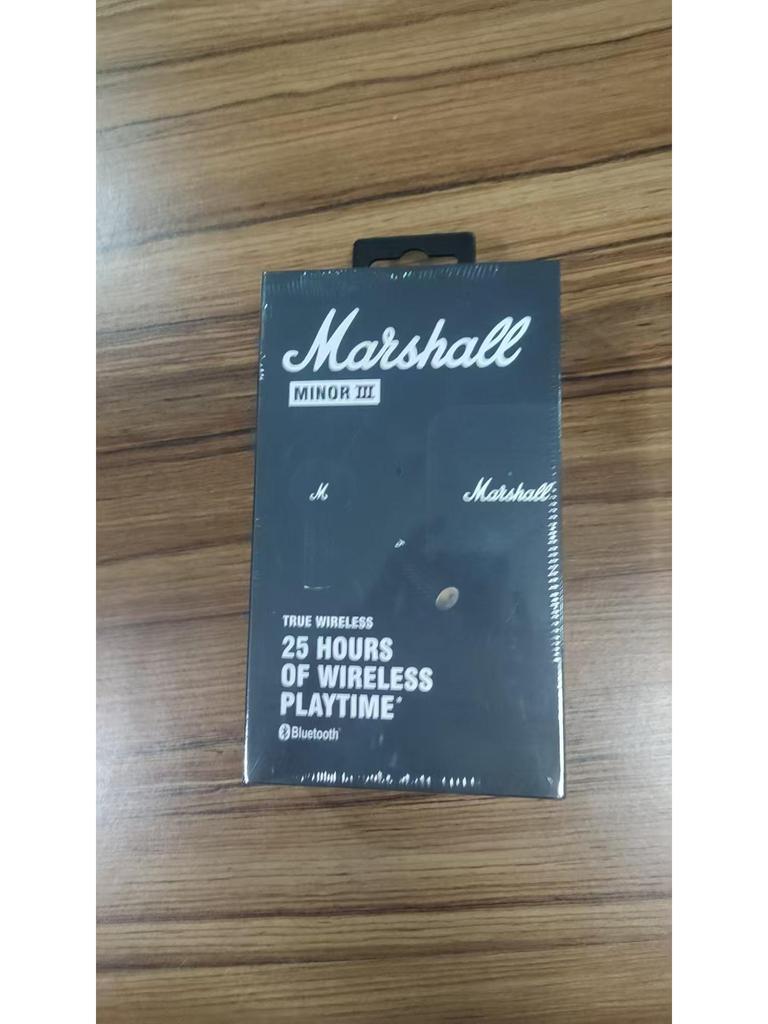 Marshall
MINOR III
M
Marshall
TRUE WIRELESS
25 HOURS
OF WIRELESS
PLAYTIME*
Bluetooth